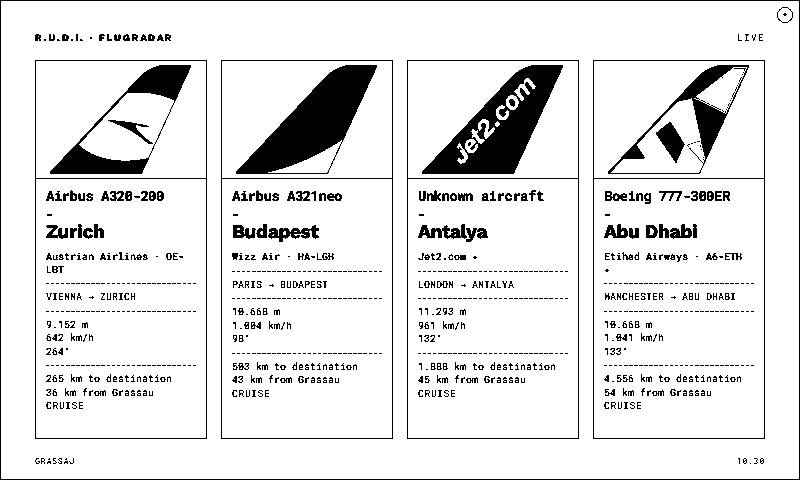 R.U.D.I. · FLUGRADAR
LIVE
Airbus A320-200
-
Zurich
Austrian Airlines · OE-
LBT
VIENNA → ZURICH
9.152 m
642 km/h
264°
265 km to destination
36 km from Grassau
CRUISE
Airbus A321neo
-
Budapest
Wizz Air · HA-LGH
PARIS → BUDAPEST
10.668 m
1.004 km/h
98°
503 km to destination
43 km from Grassau
CRUISE
Jet2.com
Unknown aircraft
-
Antalya
Jet2.com •
LONDON → ANTALYA
11.293 m
961 km/h
132°
1.888 km to destination
45 km from Grassau
CRUISE
Boeing 777-300ER
-
Abu Dhabi
Etihad Airways · A6-ETR
•
MANCHESTER → ABU DHABI
10.668 m
1.041 km/h
133°
4.556 km to destination
54 km from Grassau
CRUISE
GRASSAU
10.30